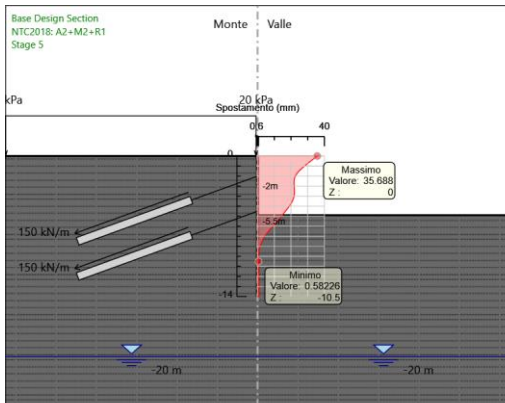 Base Design Section
NTC2018: A2+M2+R1
Stage 5
Monte
Valle
kPa
20 kPa
Spostamento (mm)
0.6
40
0
Massimo
Valore: 35.688
Z : 0
-2m
-5.5m
150 kN/m
150 kN/m
Minimo
Valore: 0.58226
Z : -10.5
-14
-20 m
-20 m